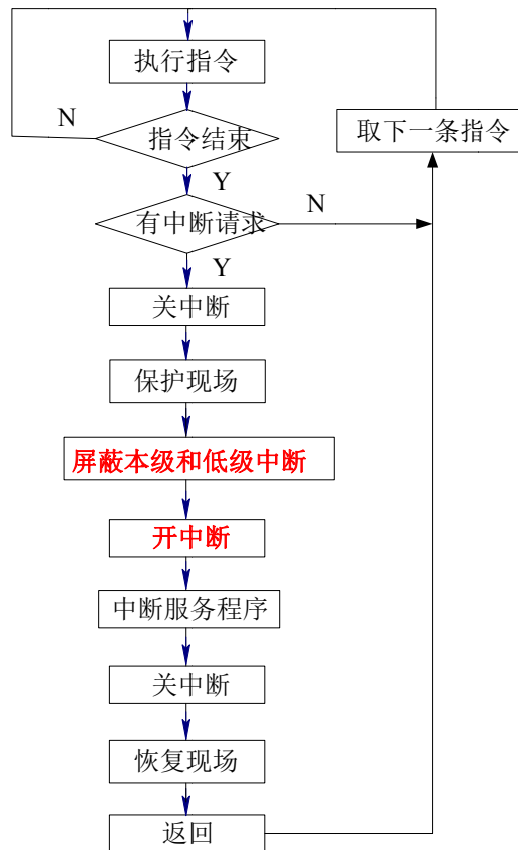 执行指令
N
指令结束
取下一条指令
Y
有中断请求
N
Y
关中断
保护现场
屏蔽本级和低级中断
开中断
中断服务程序
关中断
恢复现场
返回